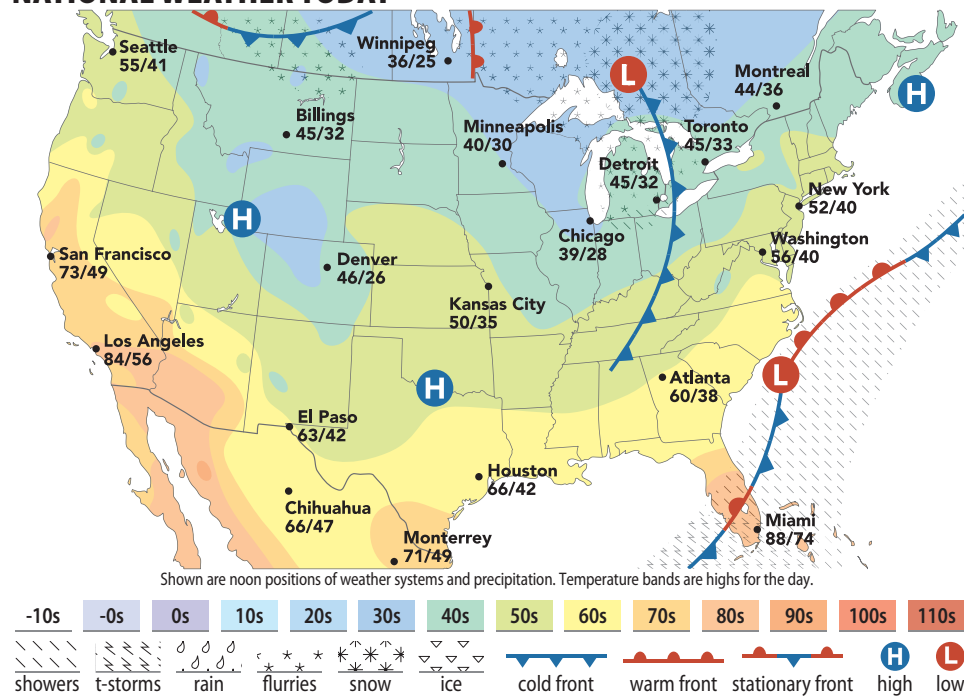 NATIONAL WEATHER TODAY
Seattle
55/41
Winnipeg
36/25
L
Montreal
44/36
H
Billings
45/32
Minneapolis
40/30
Toronto
45/33
Detroit
45/32
New York
52/40
H
Chicago
39/28
Washington
56/40
San Francisco
73/49
Denver
46/26
Kansas City
50/35
Los Angeles
84/56
H
L
Atlanta
60/38
El Paso
63/42
Houston
66/42
Chihuahua
66/47
Miami
88/74
Monterrey
71/49
Shown are noon positions of weather systems and precipitation. Temperature bands are highs for the day.
-10s -0s 0s 10s 20s 30s 40s 50s 60s 70s 80s 90s 100s 110s
H L
showers t-storms rain flurries snow ice cold front warm front stationary front high low